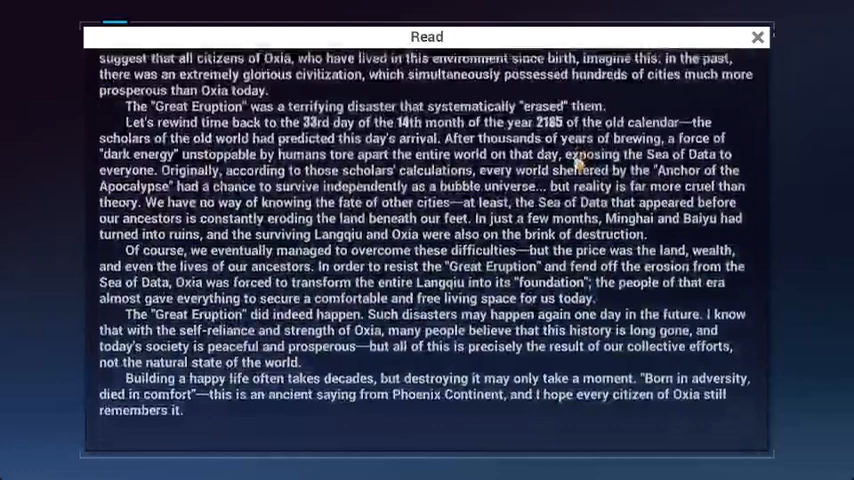 Read
suggest that all citizens of Oxia, who have lived in this environment since birth, imagine this: in the past,
there was an extremely glorious civilization, which simultaneously possessed hundreds of cities much more
prosperous than Oxia today.
The "Great Eruption" was a terrifying disaster that systematically "erased" them.
Let's rewind time back to the 33rd day of the 14th month of the year 2185 of the old calendar—the
scholars of the old world had predicted this day's arrival. After thousands of years of brewing, a force of
"dark energy" unstoppable by humans tore apart the entire world on that day, exposing the Sea of Data to
everyone. Originally, according to those scholars' calculations, every world sheltered by the "Anchor of the
Apocalypse" had a chance to survive independently as a bubble universe... but reality is far more cruel than
theory. We have no way of knowing the fate of other cities—at least, the Sea of Data that appeared before
our ancestors is constantly eroding the land beneath our feet. In just a few months, Minghai and Baiyu had
turned into ruins, and the surviving Langqiu and Oxia were also on the brink of destruction.
Of course, we eventually managed to overcome these difficulties—but the price was the land, wealth,
and even the lives of our ancestors. In order to resist the "Great Eruption" and fend off the erosion from the
Sea of Data, Oxia was forced to transform the entire Langqiu into its "foundation"; the people of that era
almost gave everything to secure a comfortable and free living space for us today.
The "Great Eruption" did indeed happen. Such disasters may happen again one day in the future. I know
that with the self-reliance and strength of Oxia, many people believe that this history is long gone, and
today's society is peaceful and prosperous—but all of this is precisely the result of our collective efforts,
not the natural state of the world.
Building a happy life often takes decades, but destroying it may only take a moment. "Born in adversity,
died in comfort"—this is an ancient saying from Phoenix Continent, and I hope every citizen of Oxia still
remembers it.